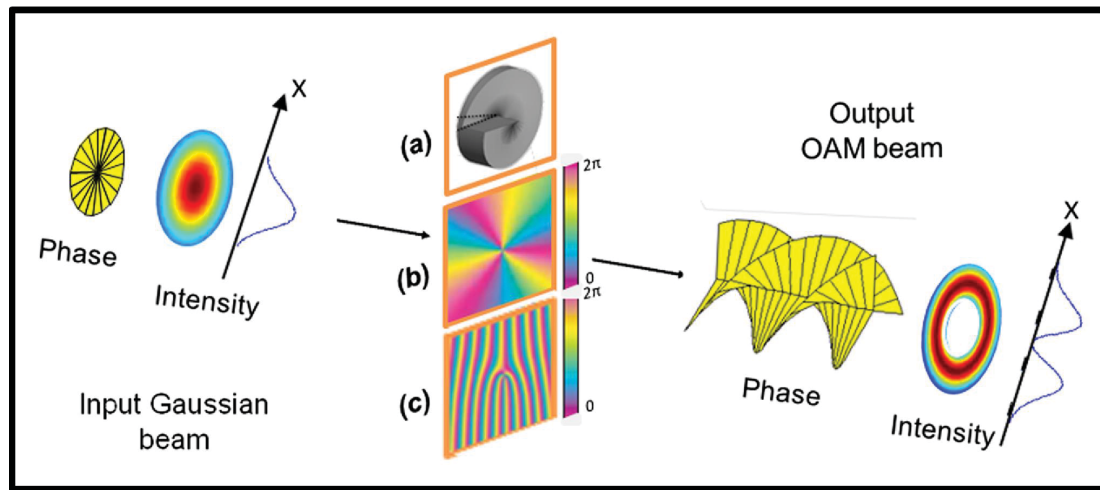 Phase
X
Intensity
Input Gaussian
beam
(a)
(b)
(c)
2π
0
2π
0
Output
OAM beam
Phase
X
Intensity